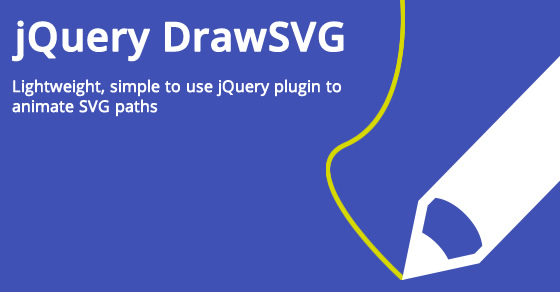 jQuery DrawSVG
Lightweight, simple to use jQuery plugin to
animate SVG paths